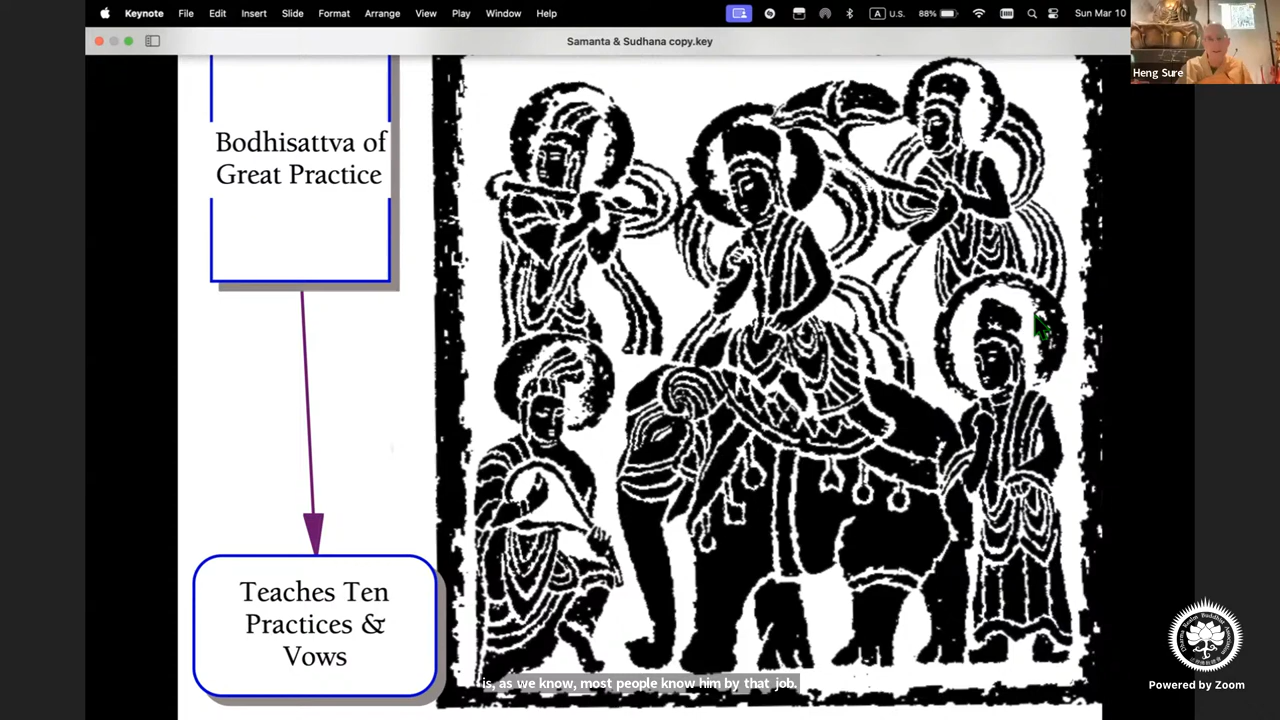 Keynote File Edit Insert Slide Format Arrange View Play Window Help
A U.S. 88% Sun Mar 10
Samanta & Sudhana copy.key
Heng Sure
Bodhisattva of
Great Practice
Teaches Ten
Practices &
Vows
is, as we know, most people know him by that job.
Powered by Zoom